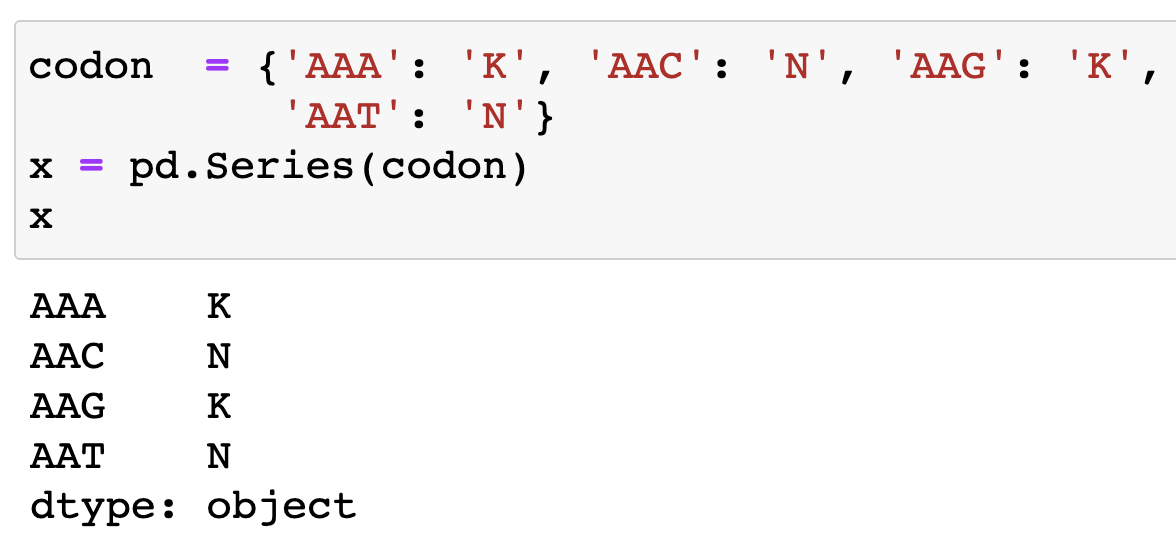 codon  = {'AAA': 'K', 'AAC': 'N', 'AAG': 'K',
          'AAT': 'N'}
x = pd.Series(codon)
x
AAA    K
AAC    N
AAG    K
AAT    N
dtype: object